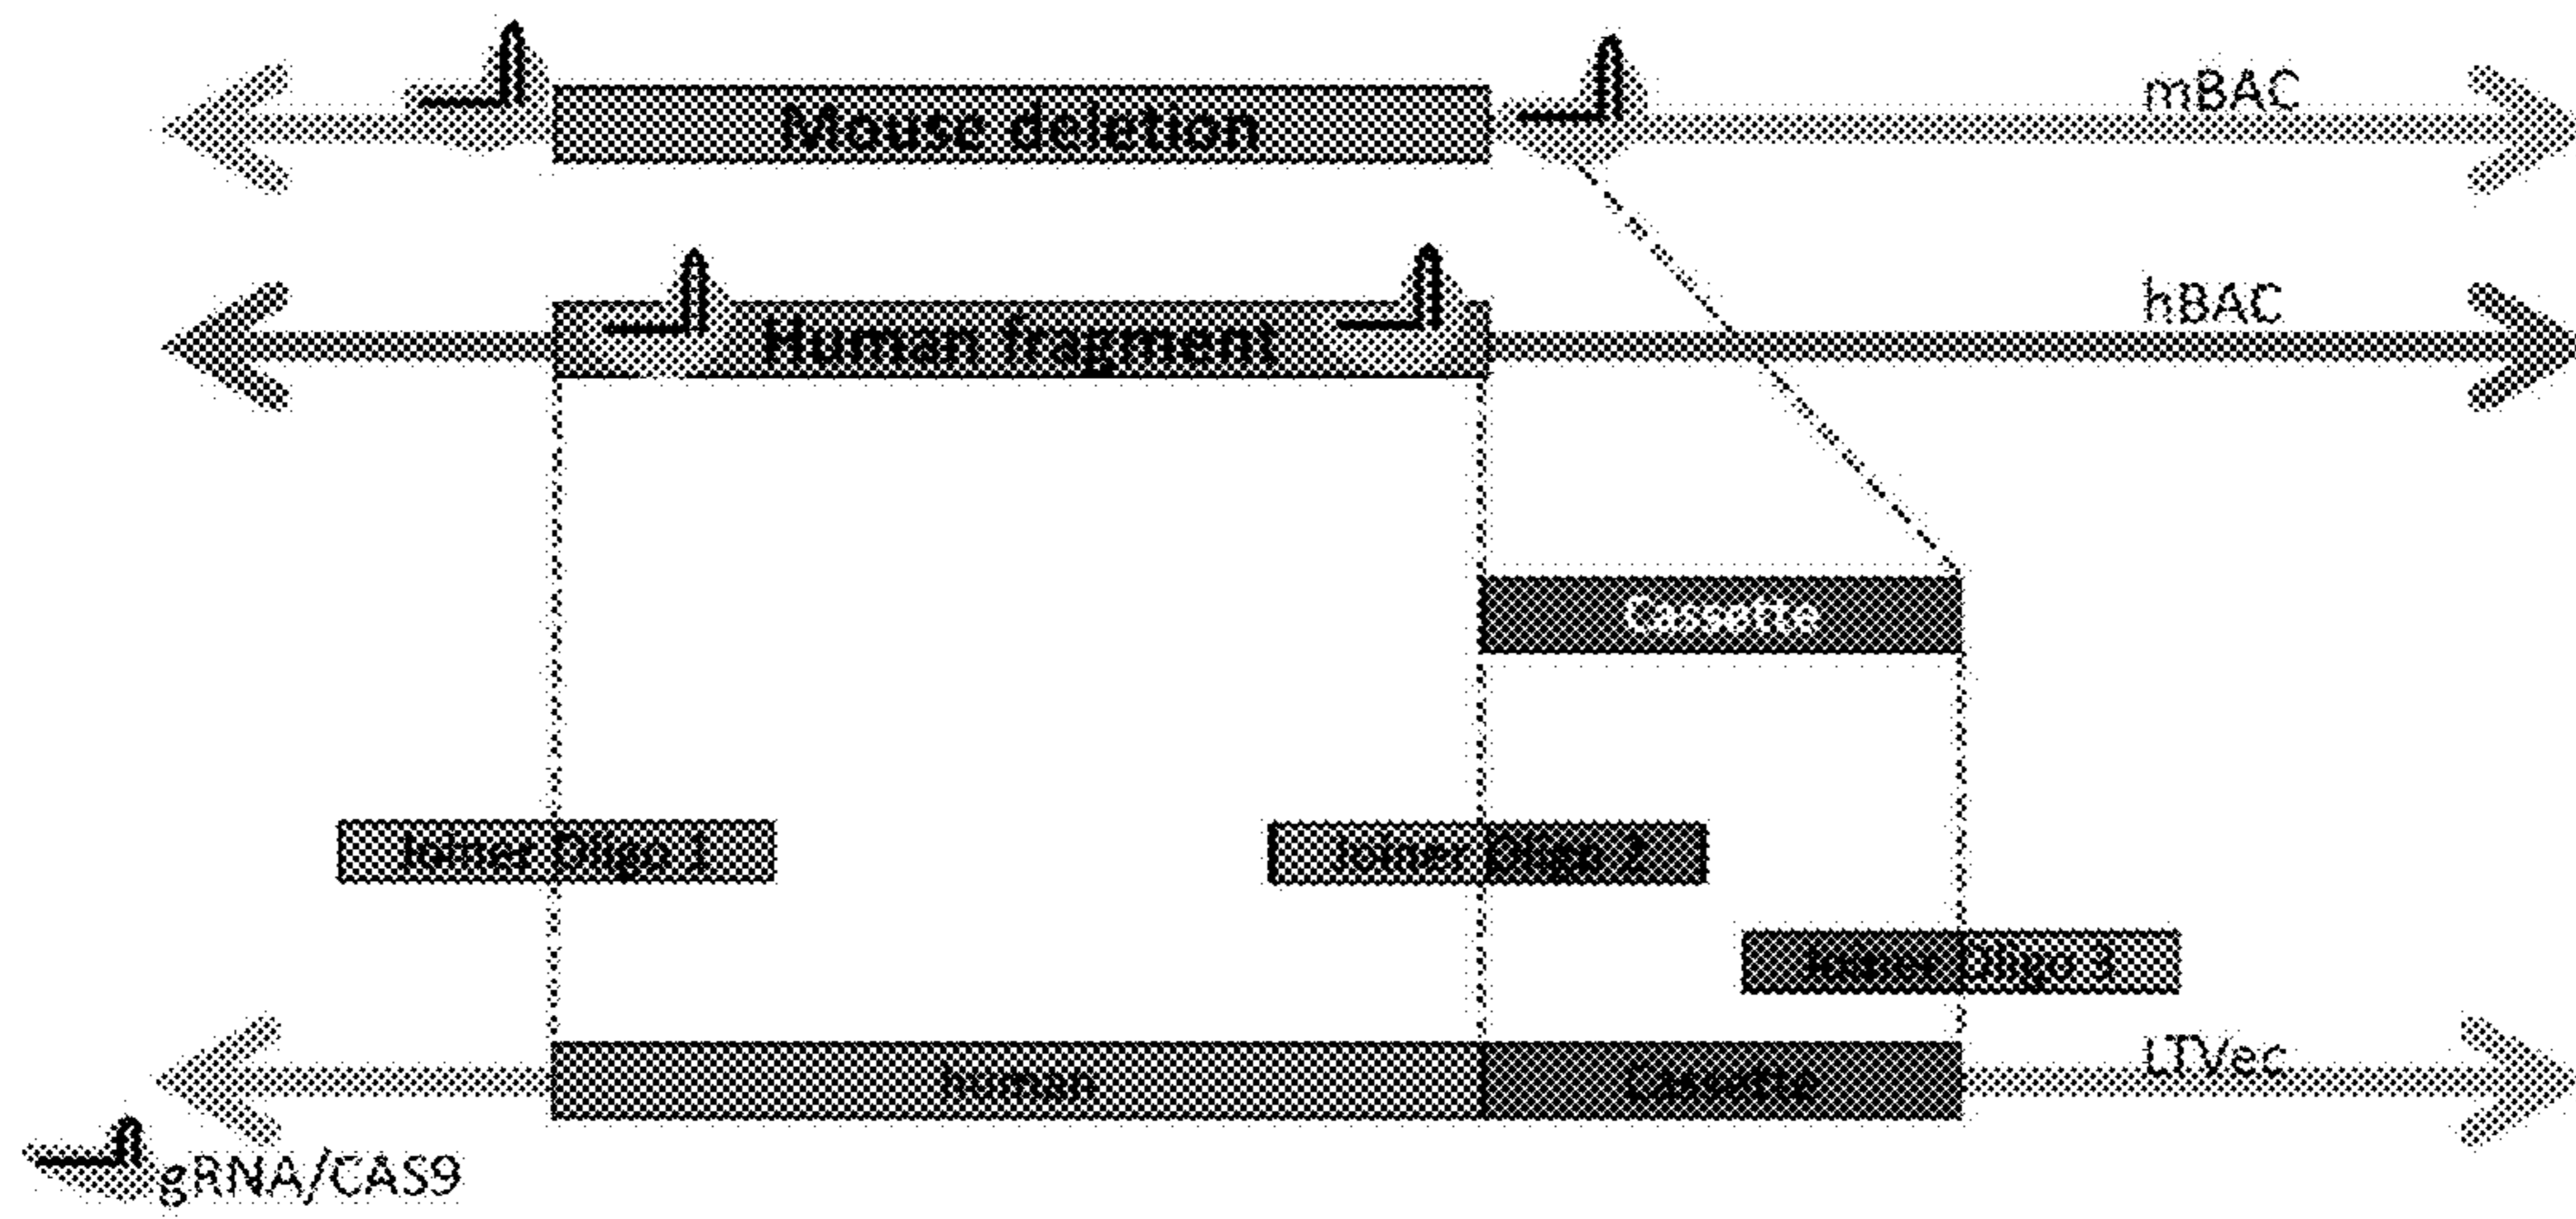 mBAC
Mouse deletion
hBAC
Human fragment
Cassette
Joiner Oligo 1
Joiner Oligo 2
Joiner Oligo 3
LTVec
human
Cassette
gRNA/CAS9